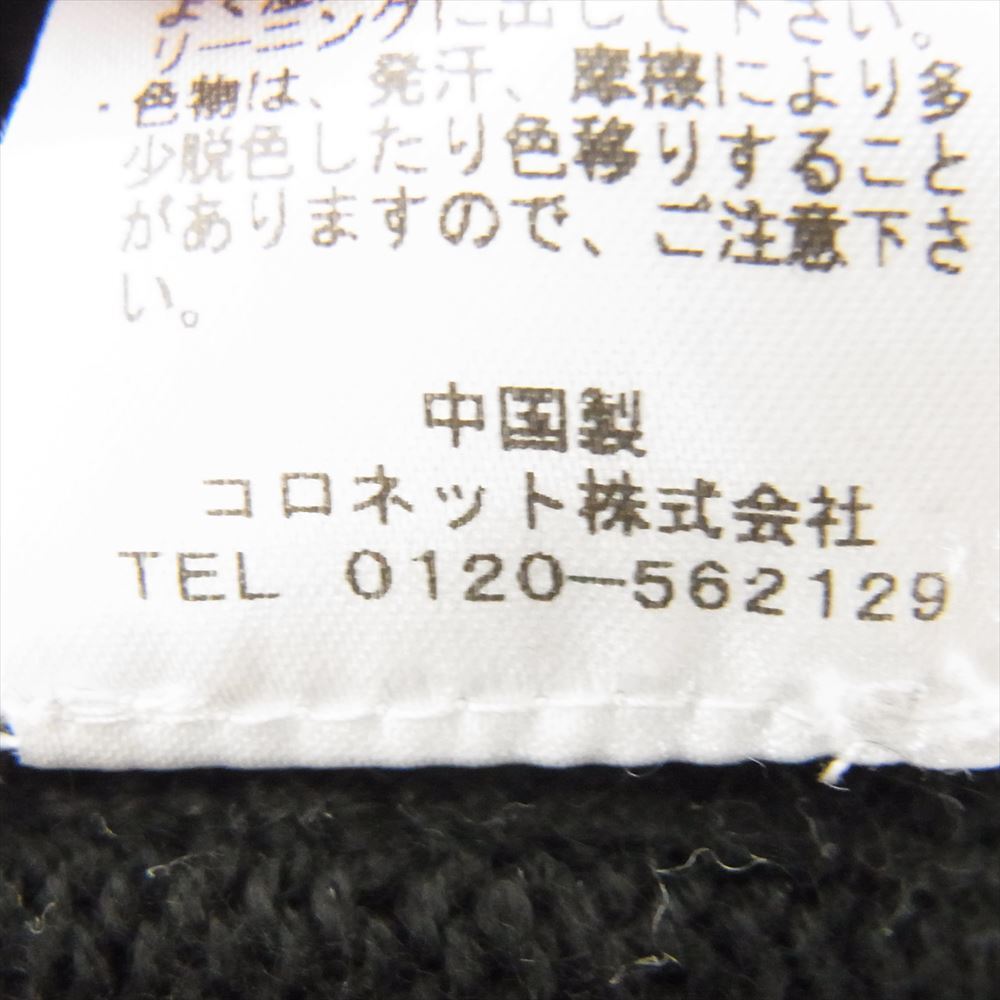 リーニングに出して下さい。
・色物は、発汗、摩擦により多
少脱色したり色移りすること
がありますので、ご注意下さ
い。
中国製
コロネット株式会社
TEL 0120-562129